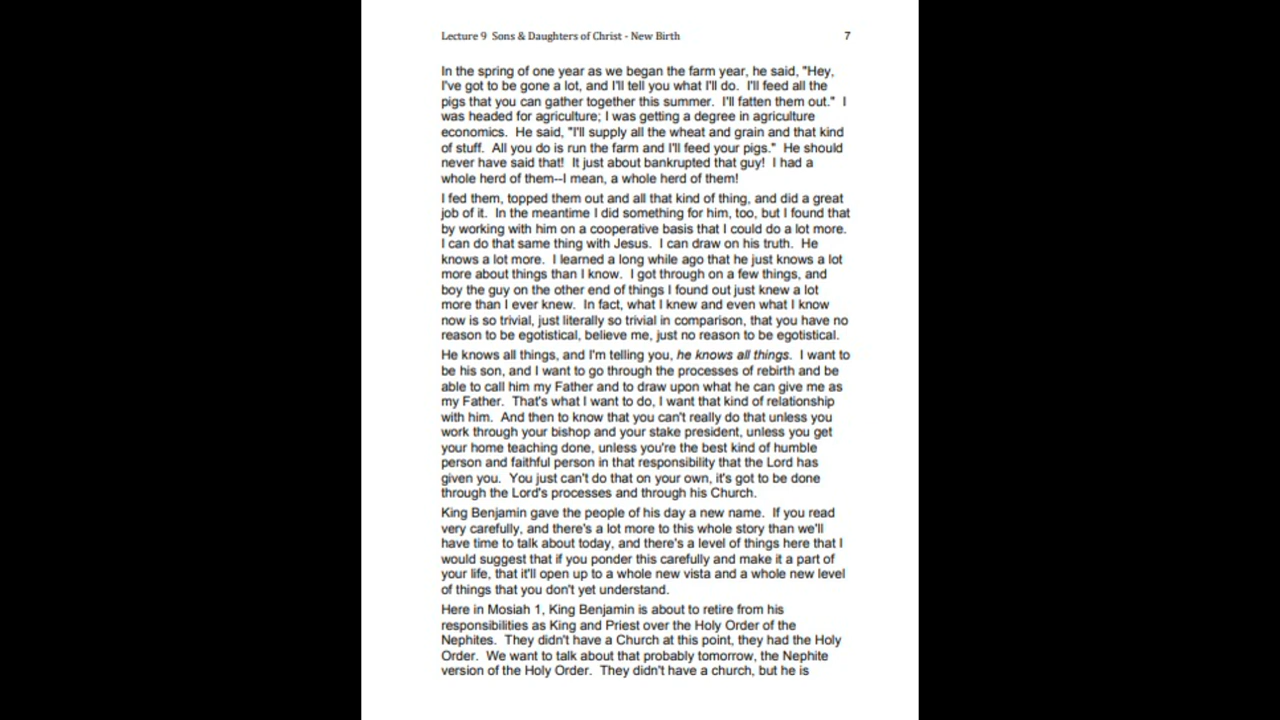 Lecture 9 Sons & Daughters of Christ - New Birth 7
In the spring of one year as we began the farm year, he said, "Hey,
I've got to be gone a lot, and I'll tell you what I'll do. I'll feed all the
pigs that you can gather together this summer. I'll fatten them out." I
was headed for agriculture; I was getting a degree in agriculture
economics. He said, "I'll supply all the wheat and grain and that kind
of stuff. All you do is run the farm and I'll feed your pigs." He should
never have said that! It just about bankrupted that guy! I had a
whole herd of them--I mean, a whole herd of them!
I fed them, topped them out and all that kind of thing, and did a great
job of it. In the meantime I did something for him, too, but I found that
by working with him on a cooperative basis that I could do a lot more.
I can do that same thing with Jesus. I can draw on his truth. He
knows a lot more. I learned a long while ago that he just knows a lot
more about things than I know. I got through on a few things, and
boy the guy on the other end of things I found out just knew a lot
more than I ever knew. In fact, what I knew and even what I know
now is so trivial, just literally so trivial in comparison, that you have no
reason to be egotistical, believe me, just no reason to be egotistical.
He knows all things, and I'm telling you, he knows all things. I want to
be his son, and I want to go through the processes of rebirth and be
able to call him my Father and to draw upon what he can give me as
my Father. That's what I want to do, I want that kind of relationship
with him. And then to know that you can't really do that unless you
work through your bishop and your stake president, unless you get
your home teaching done, unless you're the best kind of humble
person and faithful person in that responsibility that the Lord has
given you. You just can't do that on your own, it's got to be done
through the Lord's processes and through his Church.
King Benjamin gave the people of his day a new name. If you read
very carefully, and there's a lot more to this whole story than we'll
have time to talk about today, and there's a level of things here that I
would suggest that if you ponder this carefully and make it a part of
your life, that it'll open up to a whole new vista and a whole new level
of things that you don't yet understand.
Here in Mosiah 1, King Benjamin is about to retire from his
responsibilities as King and Priest over the Holy Order of the
Nephites. They didn't have a Church at this point, they had the Holy
Order. We want to talk about that probably tomorrow, the Nephite
version of the Holy Order. They didn't have a church, but he is